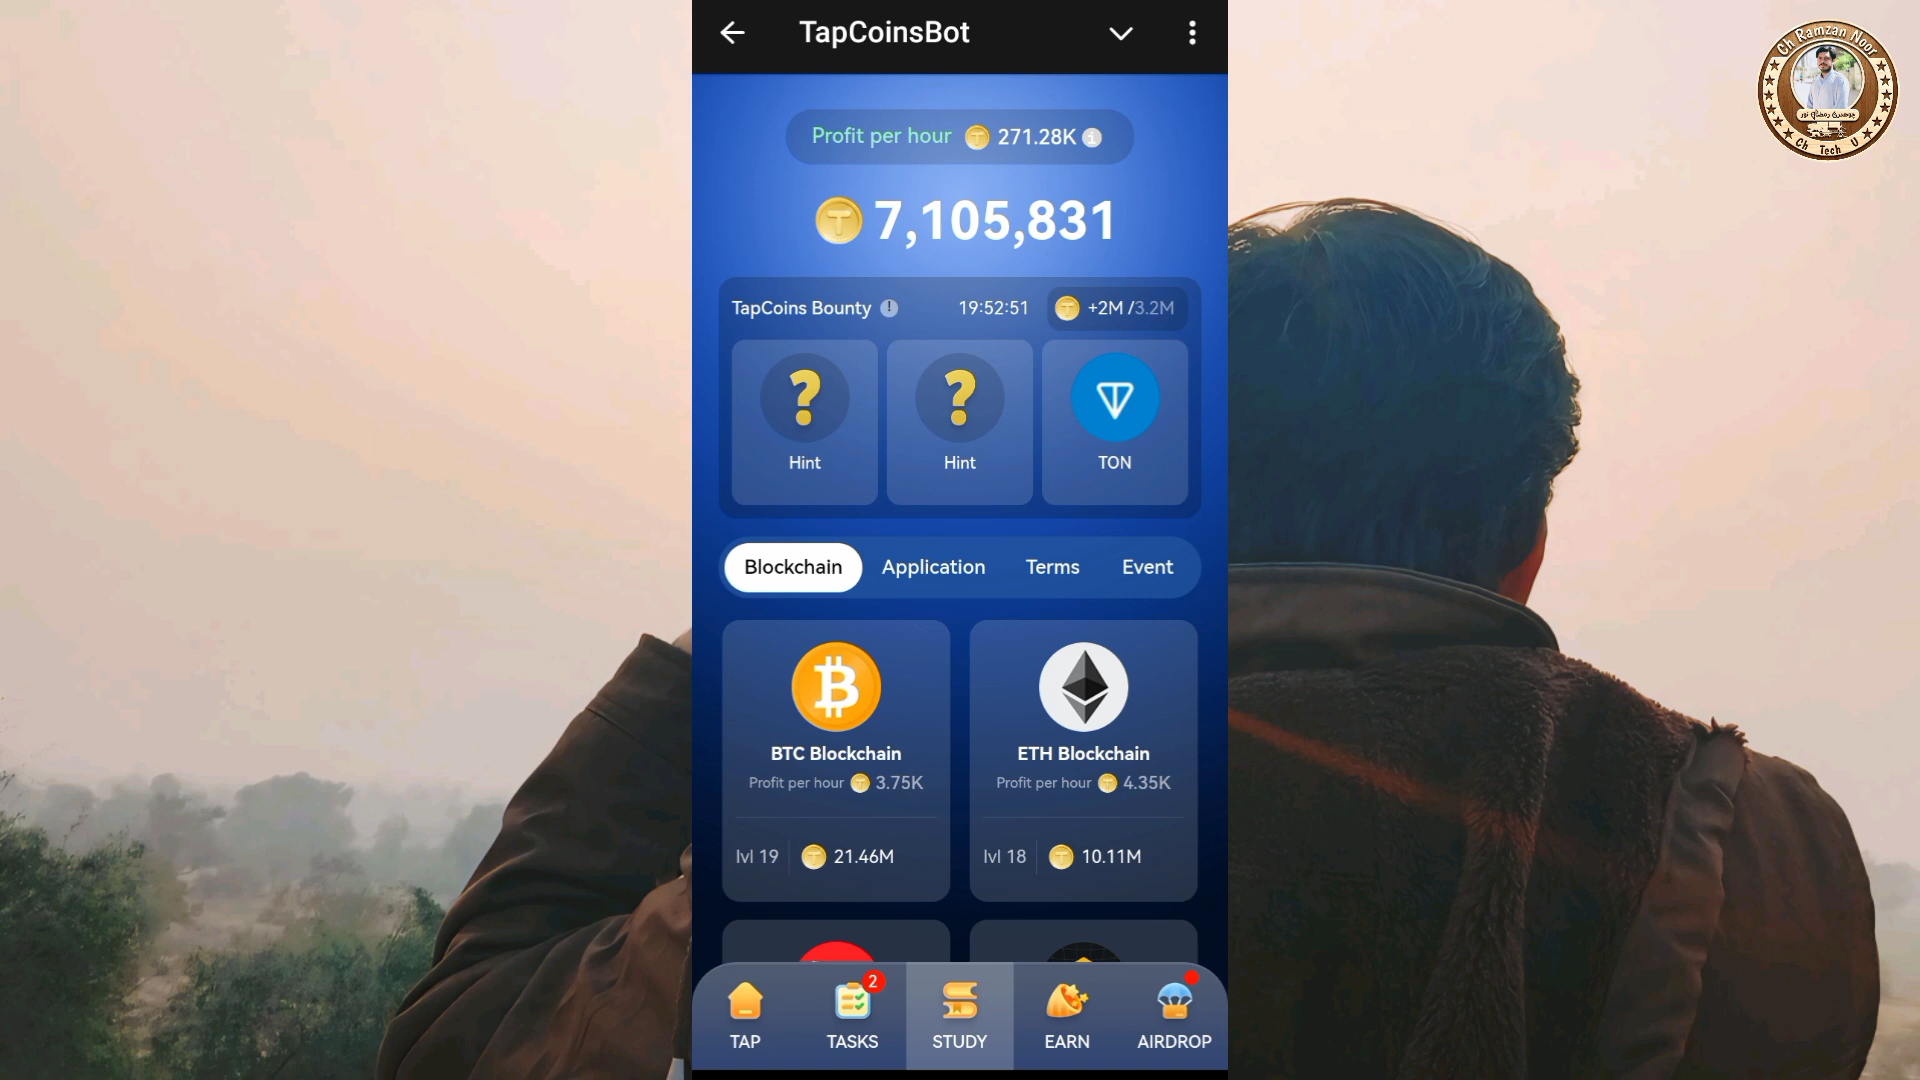 TapCoinsBot
Profit per hour 271.28K
7,105,831
TapCoins Bounty ! 19:52:51 +2M /3.2M
? ? 
Hint Hint TON
Blockchain Application Terms Event
BTC Blockchain ETH Blockchain
Profit per hour 3.75K Profit per hour 4.35K
lvl 19 21.46M lvl 18 10.11M
2
TAP TASKS STUDY EARN AIRDROP
Ch Ramzan Noor
چوھدری رمضان نور
Ch Tech U